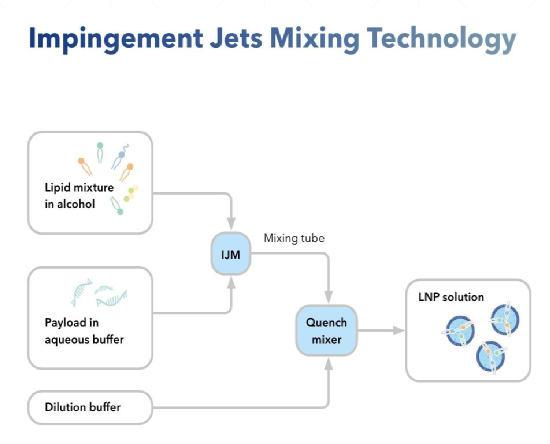 Impingement Jets Mixing Technology
Lipid mixture
in alcohol
IJM
Mixing tube
Payload in
aqueous buffer
Quench
mixer
LNP solution
Dilution buffer